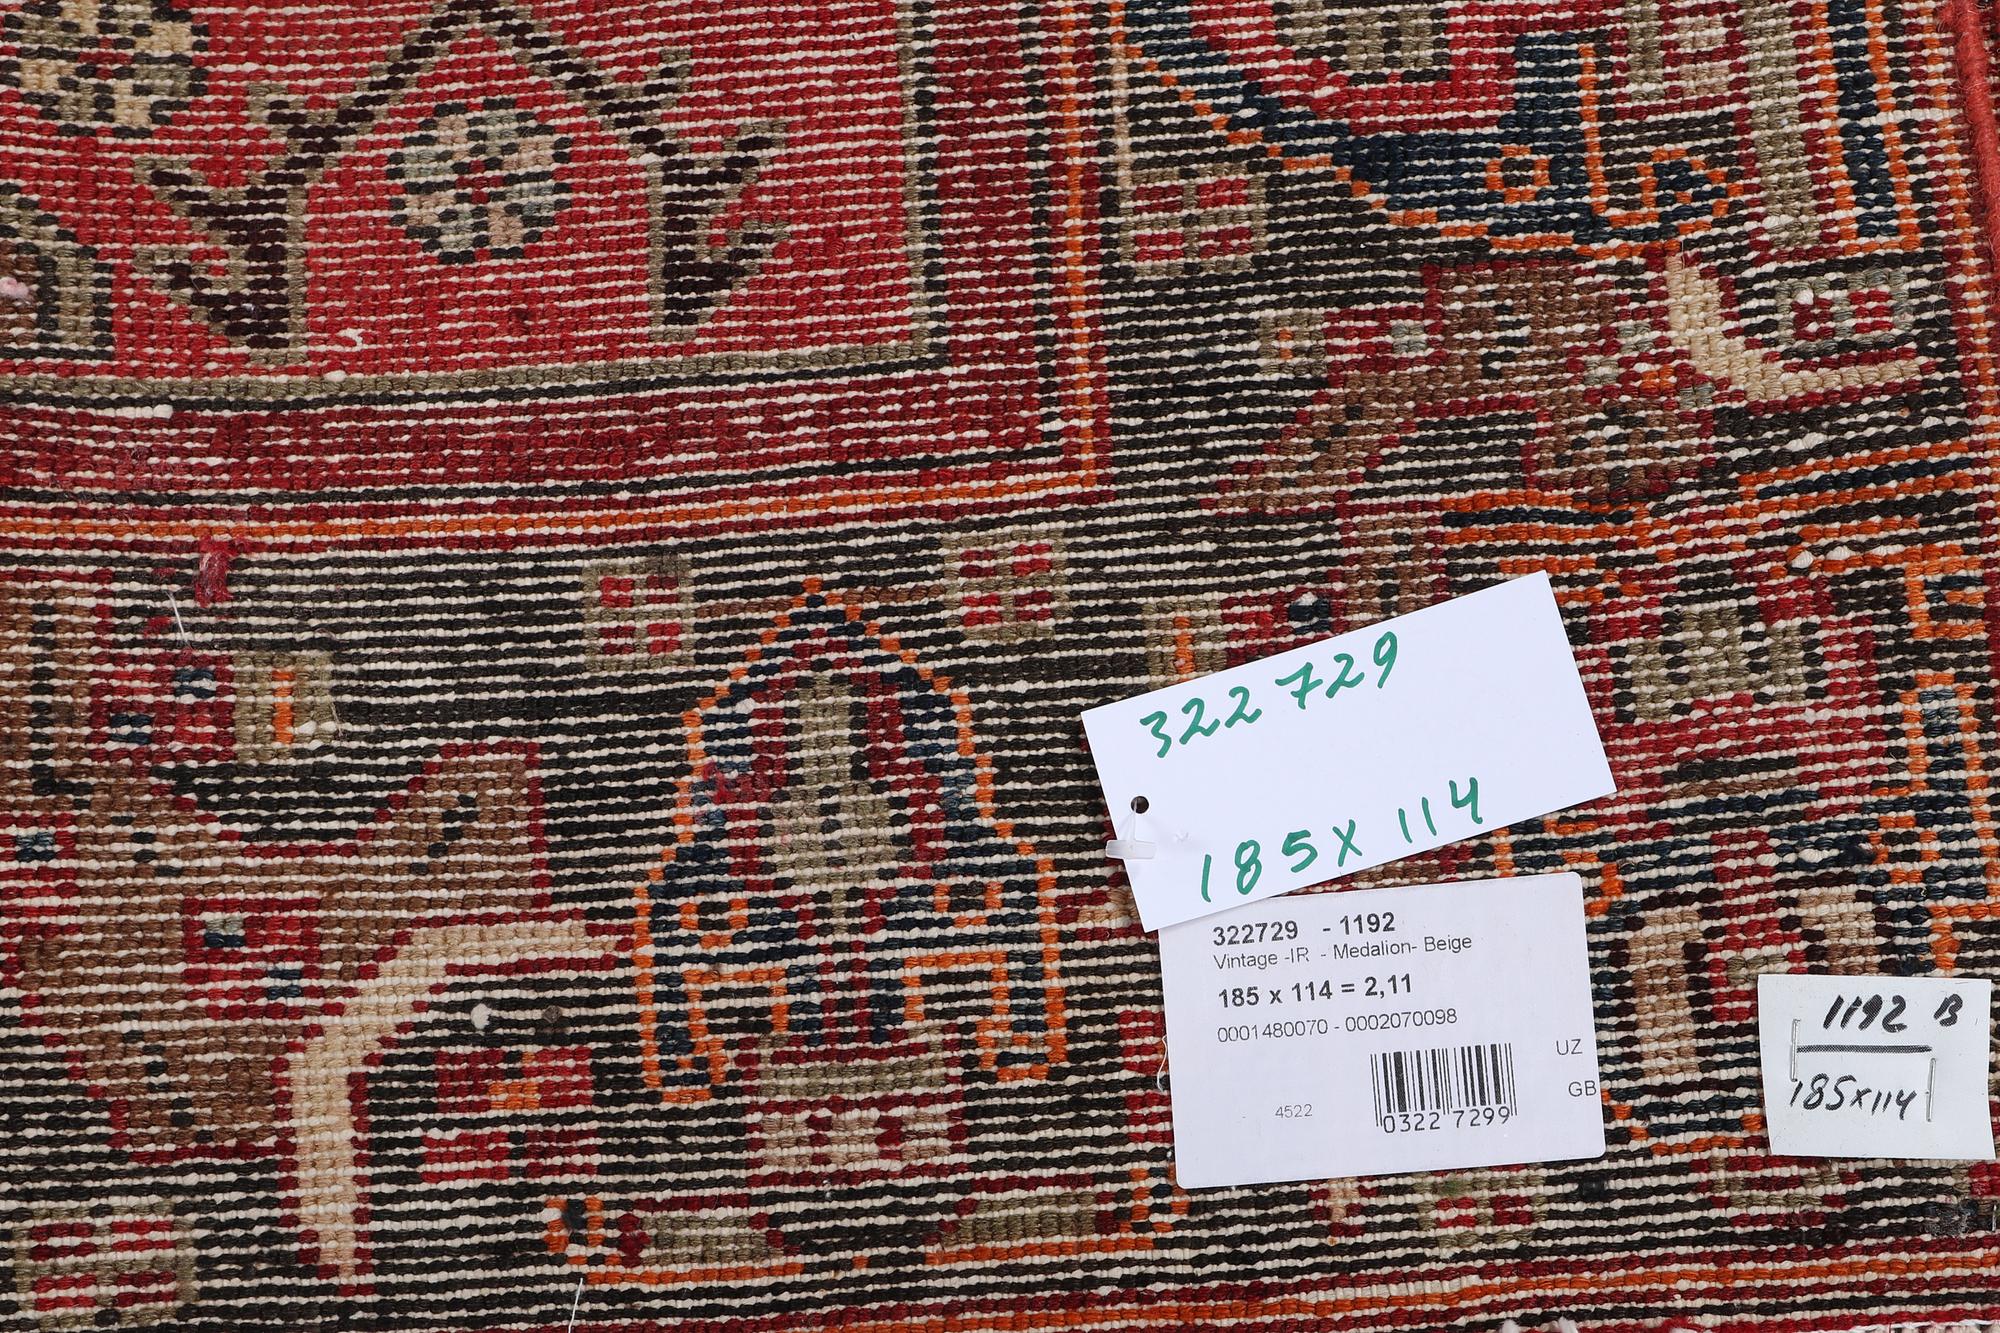 322729
185x 114
322729 - 1192
Vintage -IR - Medalion- Beige
185 x 114 = 2,11
0001480070 - 0002070098
UZ
GB
4522
0322 7299
1192 B
185x114